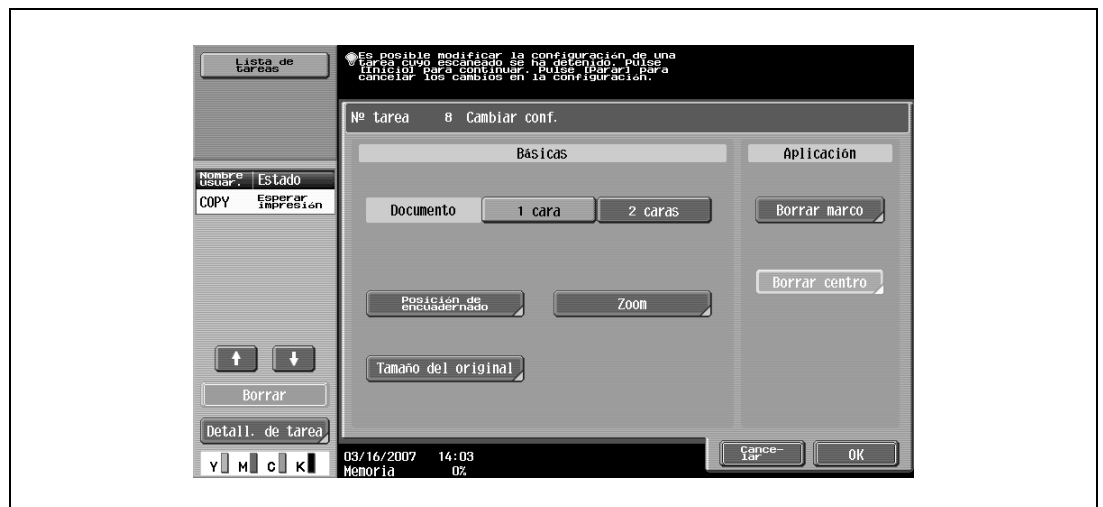 Lista de
tareas
Es posible modificar la configuración de una
tarea cuyo escaneado se ha detenido. Pulse
[Inicio] para continuar. Pulse [Parar] para
cancelar los cambios en la configuración.
Nº tarea 8 Cambiar conf.
Básicas
Aplicación
Nombre
usuar.
Estado
COPY
Esperar
impresión
Documento
1 cara
2 caras
Borrar marco
Posición de
encuadernado
Zoom
Borrar centro
Tamaño del original
Borrar
Detall. de tarea
Y M C K
03/16/2007 14:03
Memoria 0%
Cance-
lar
OK